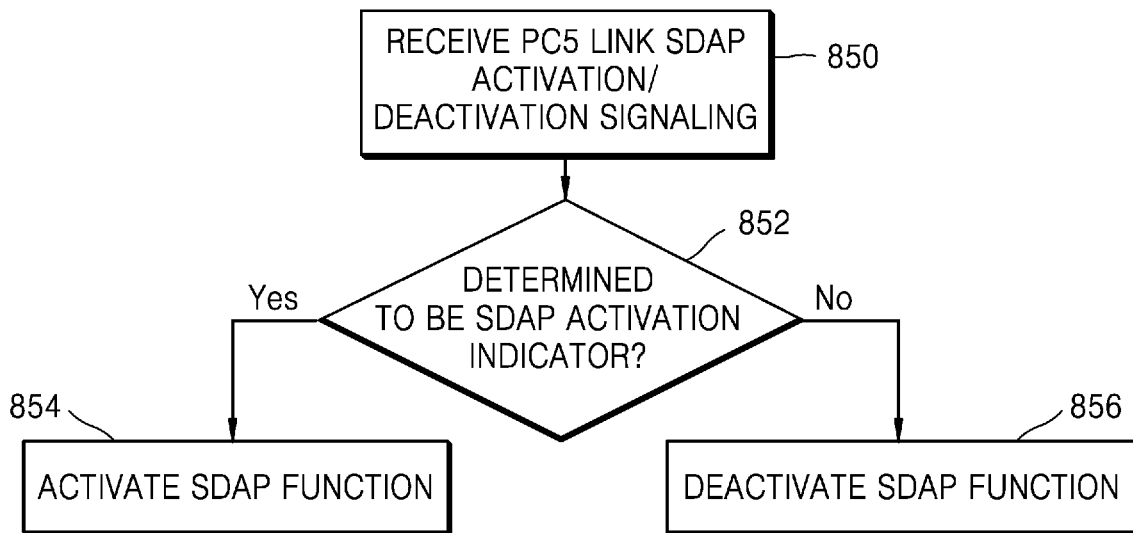 RECEIVE PC5 LINK SDAP
ACTIVATION/
DEACTIVATION SIGNALING
850
852
DETERMINED
TO BE SDAP ACTIVATION
INDICATOR?
Yes
No
854
856
ACTIVATE SDAP FUNCTION
DEACTIVATE SDAP FUNCTION